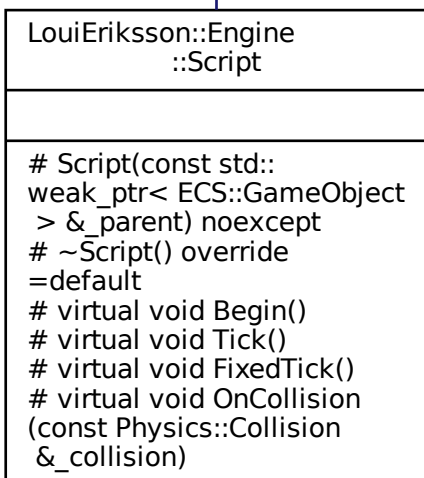 LouiEriksson::Engine
::Script
# Script(const std::
weak_ptr< ECS::GameObject
> &_parent) noexcept
# ~Script() override
=default
# virtual void Begin()
# virtual void Tick()
# virtual void FixedTick()
# virtual void OnCollision
(const Physics::Collision
&_collision)